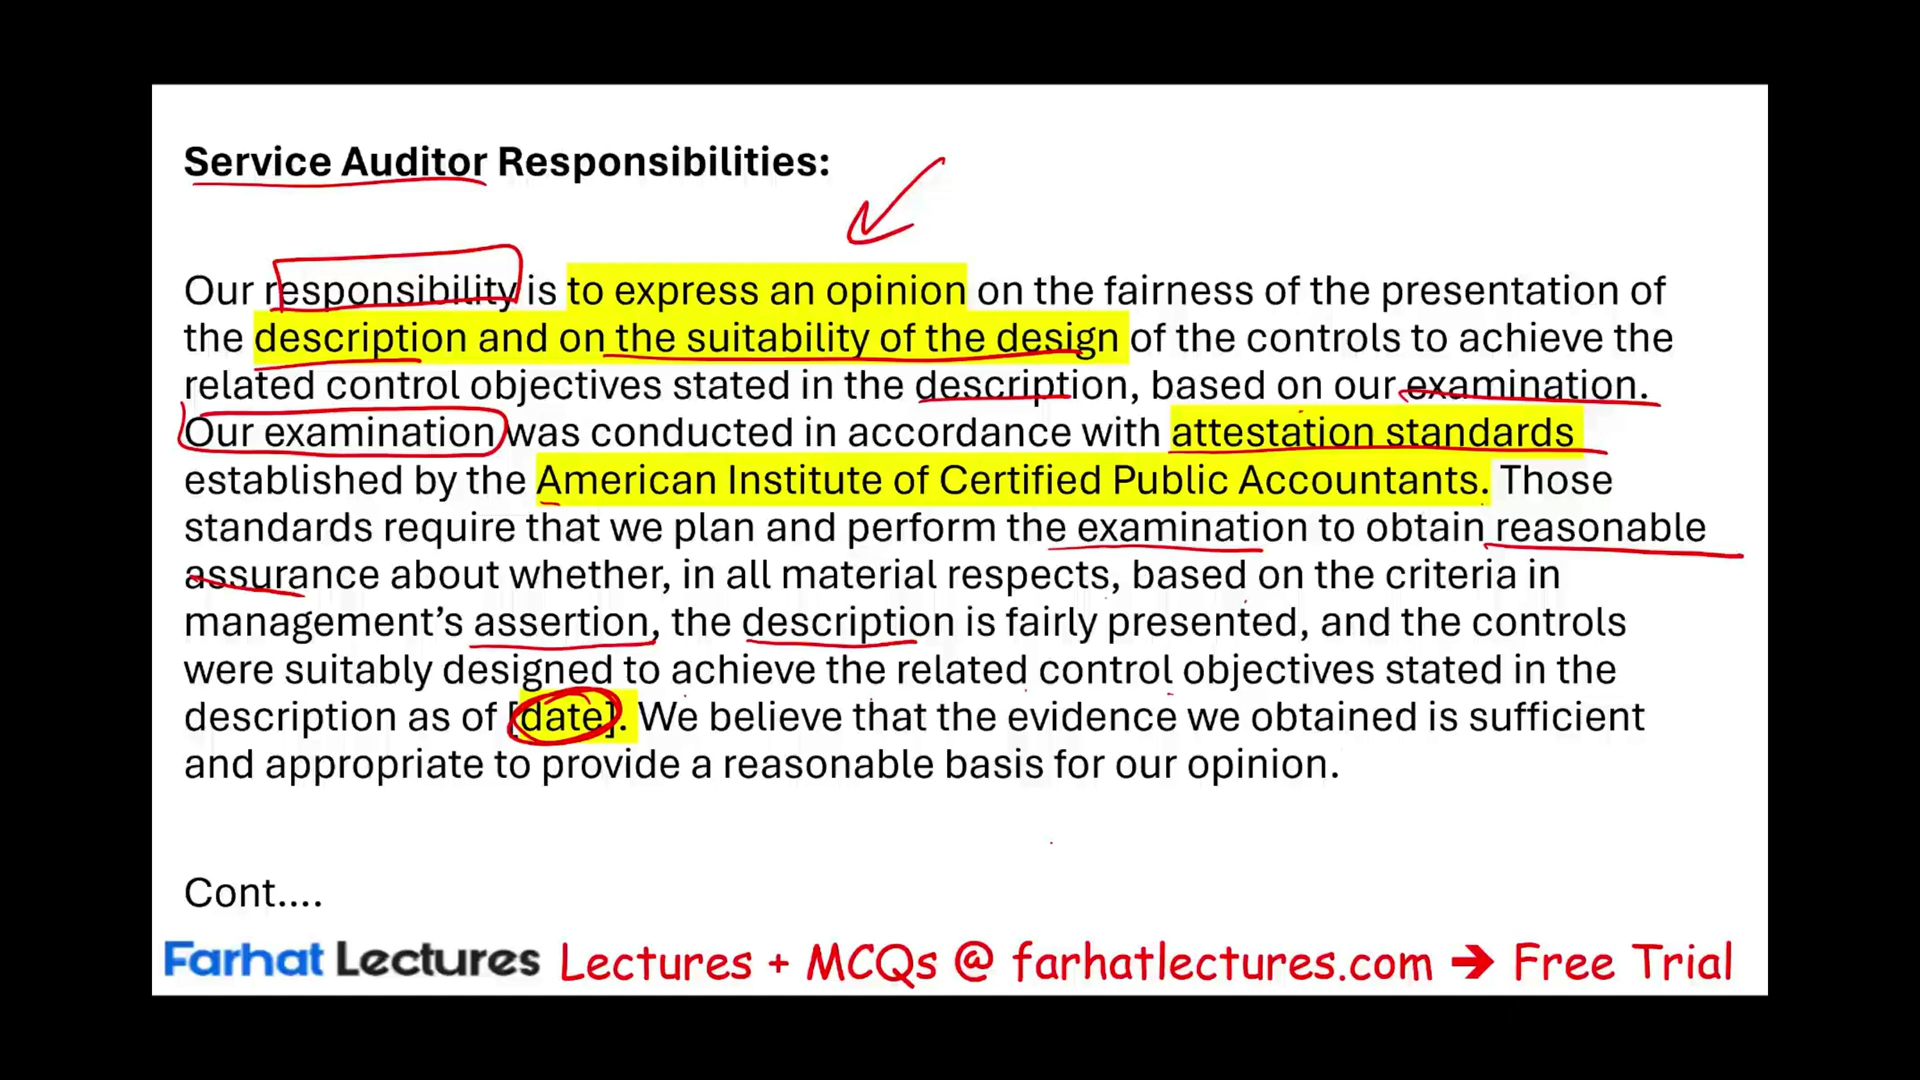 Service Auditor Responsibilities:
Our responsibility is to express an opinion on the fairness of the presentation of
the description and on the suitability of the design of the controls to achieve the
related control objectives stated in the description, based on our examination.
Our examination was conducted in accordance with attestation standards
established by the American Institute of Certified Public Accountants. Those
standards require that we plan and perform the examination to obtain reasonable
assurance about whether, in all material respects, based on the criteria in
management’s assertion, the description is fairly presented, and the controls
were suitably designed to achieve the related control objectives stated in the
description as of [date]. We believe that the evidence we obtained is sufficient
and appropriate to provide a reasonable basis for our opinion.
Cont....
Farhat Lectures Lectures + MCQs @ farhatlectures.com → Free Trial